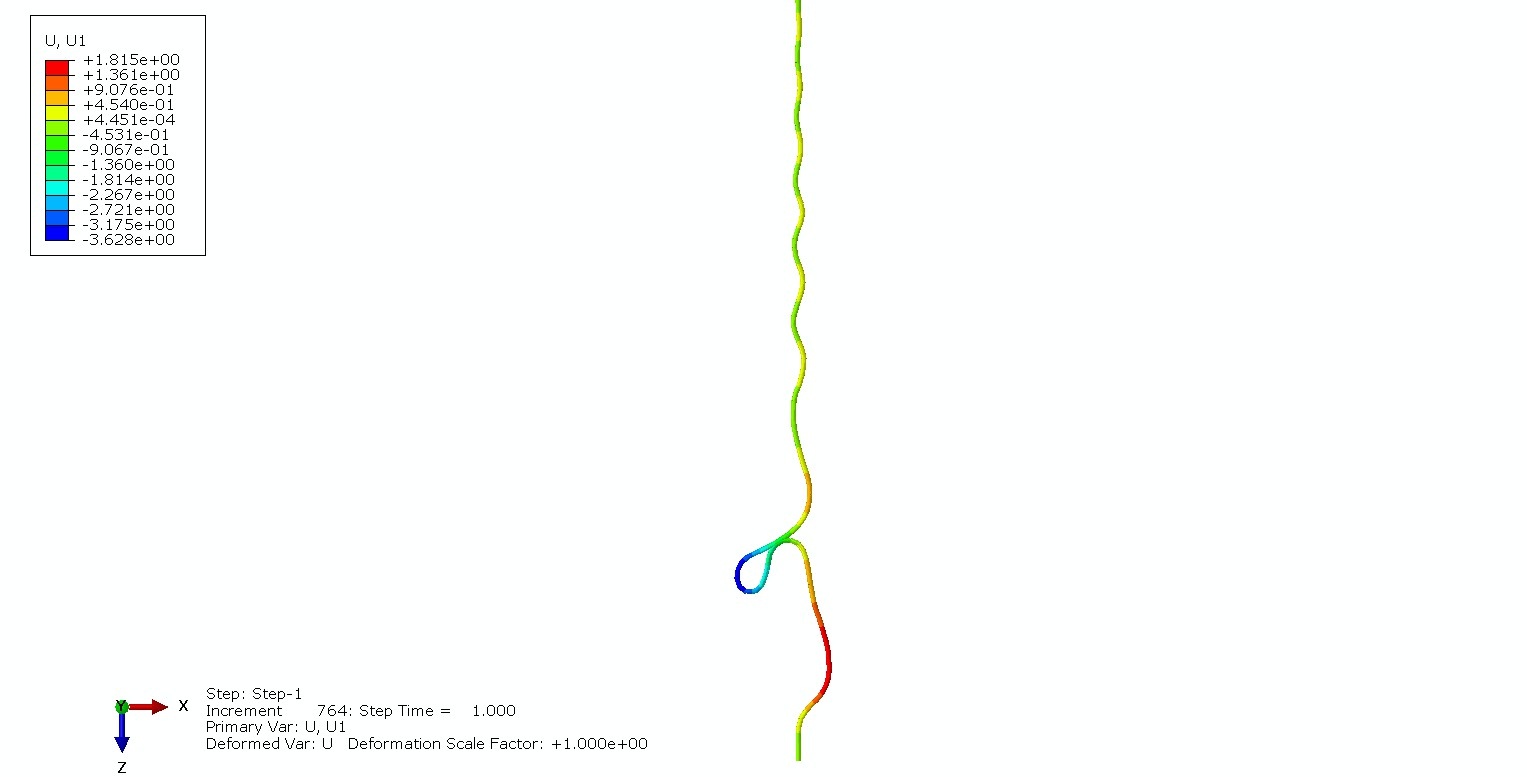 U, U1
+1.815e+00
+1.361e+00
+9.076e-01
+4.540e-01
+4.451e-04
-4.531e-01
-9.067e-01
-1.360e+00
-1.814e+00
-2.267e+00
-2.721e+00
-3.175e+00
-3.628e+00
Y
X
Z
Step: Step-1
Increment 764: Step Time = 1.000
Primary Var: U, U1
Deformed Var: U Deformation Scale Factor: +1.000e+00